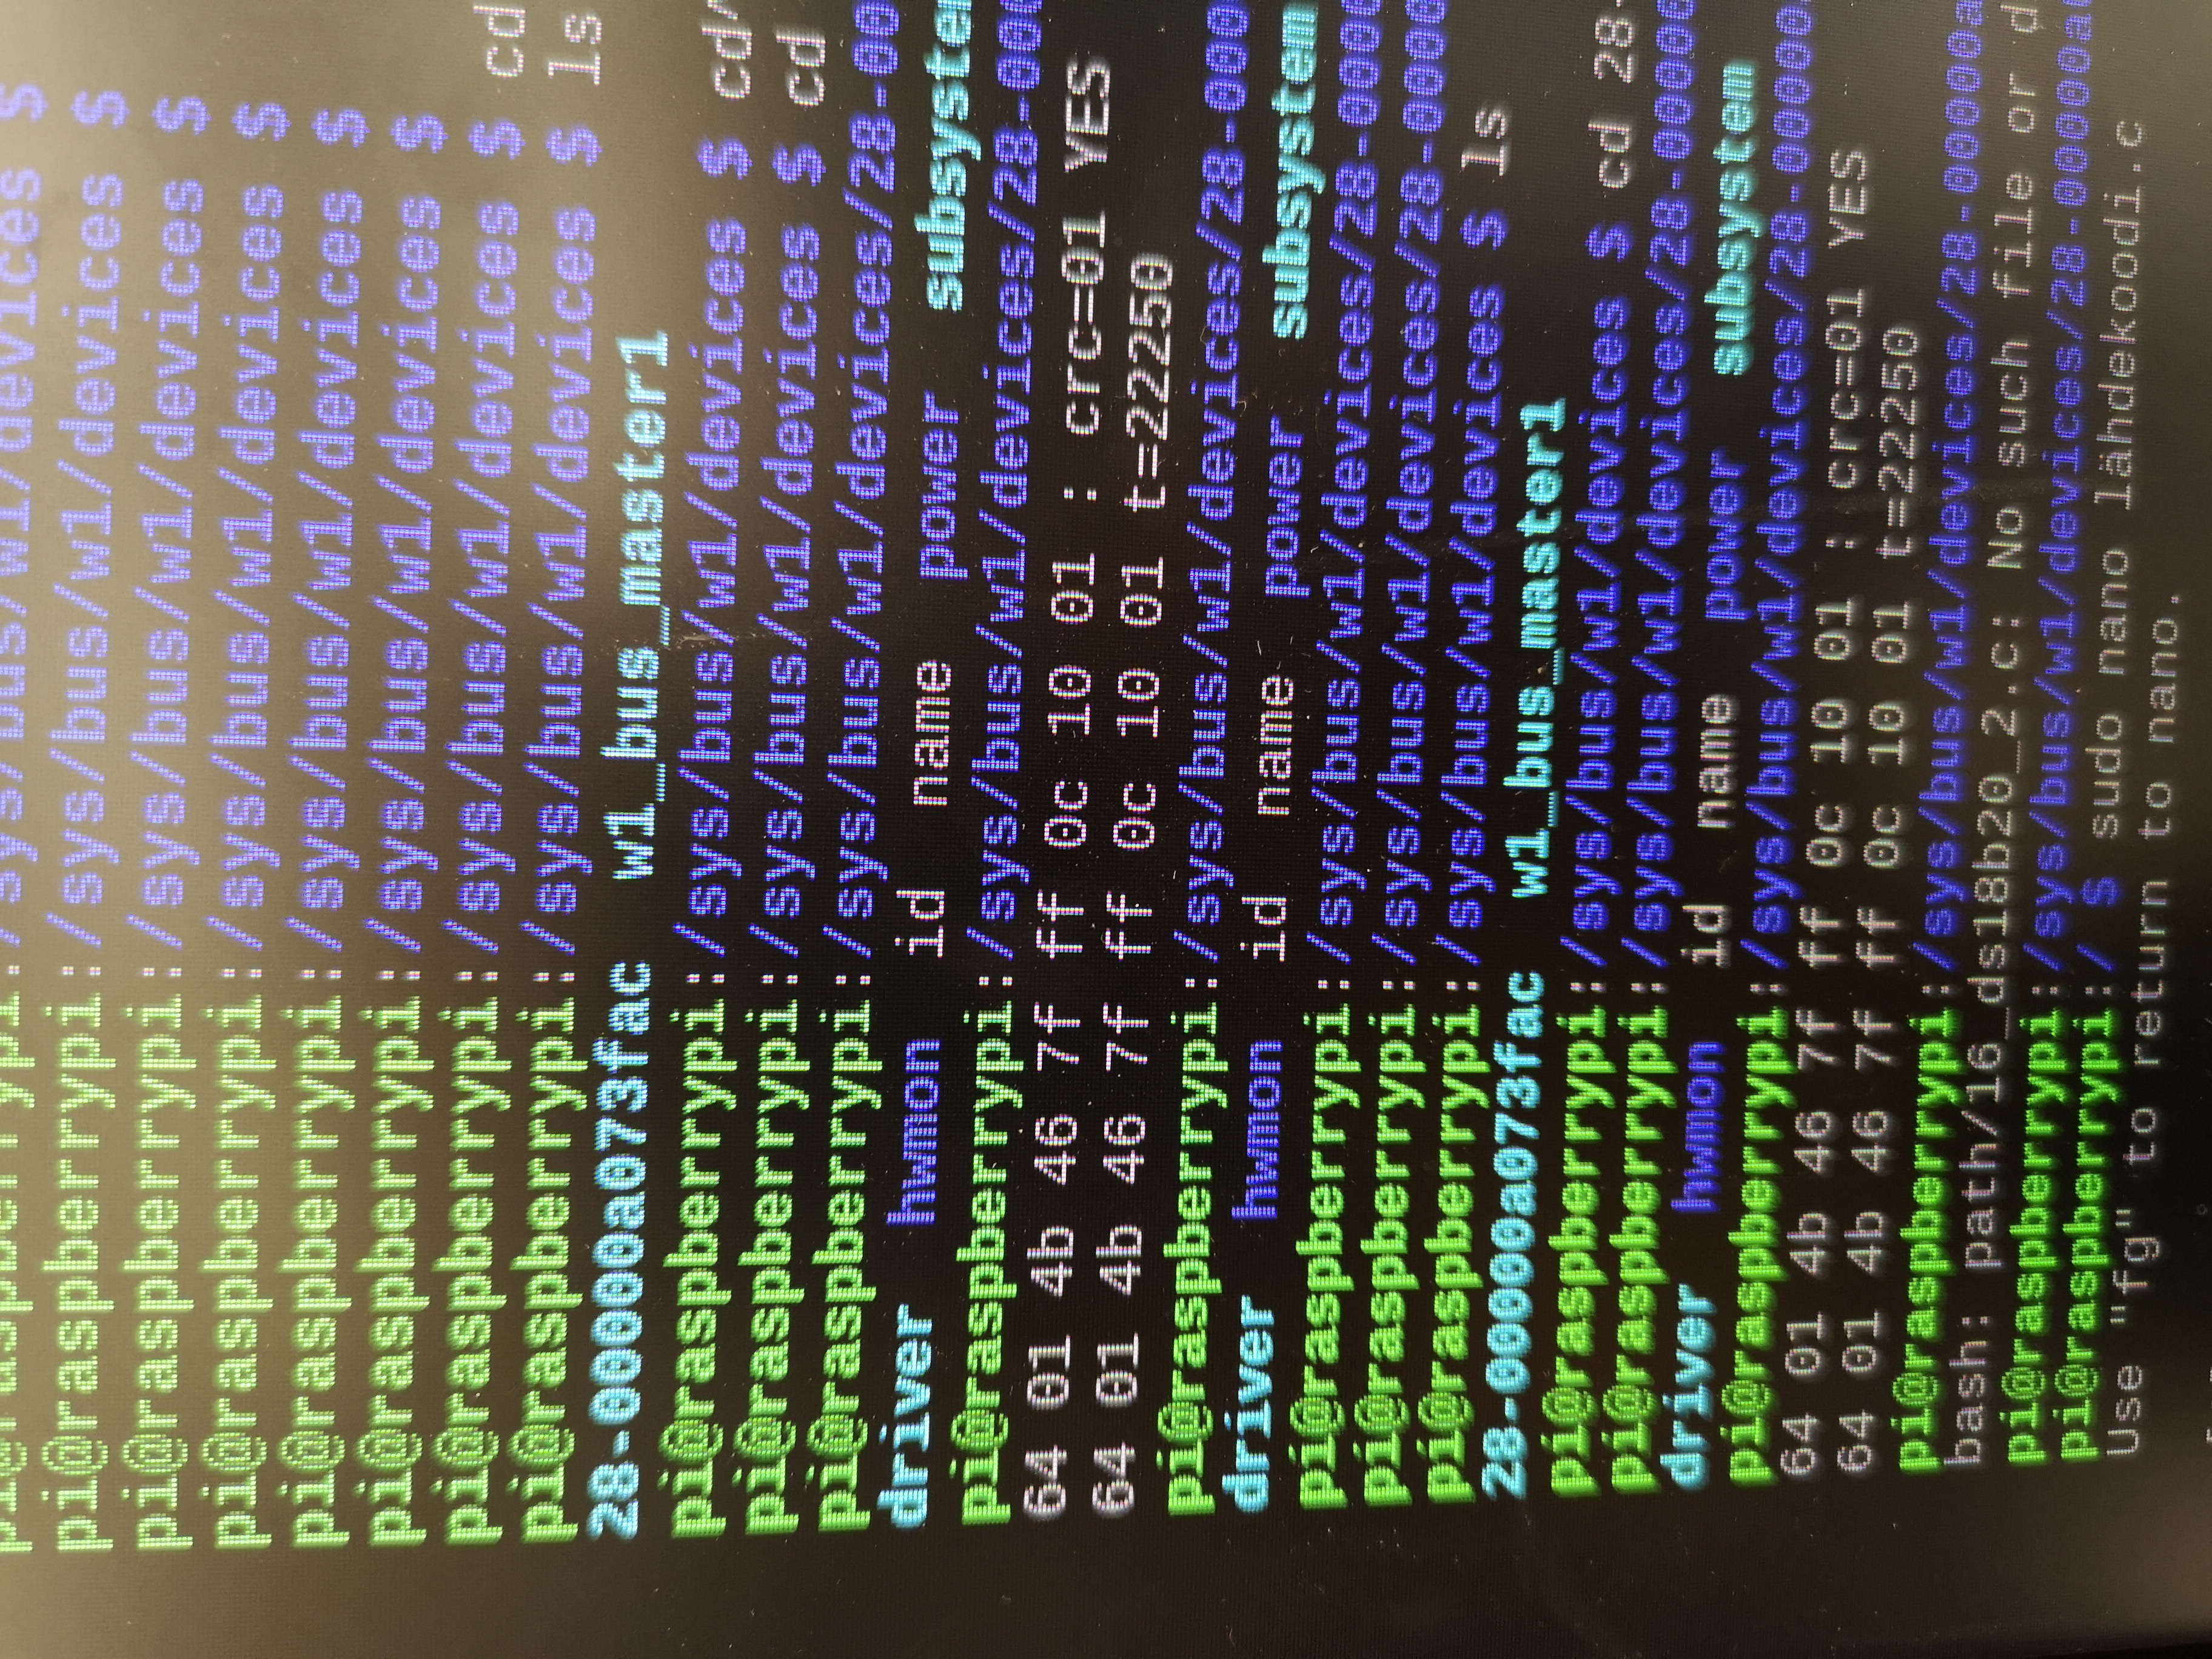 pi@raspberrypi:/sys/bus/w1/devices $
pi@raspberrypi:/sys/bus/w1/devices $
pi@raspberrypi:/sys/bus/w1/devices $
pi@raspberrypi:/sys/bus/w1/devices $
pi@raspberrypi:/sys/bus/w1/devices $
pi@raspberrypi:/sys/bus/w1/devices $
pi@raspberrypi:/sys/bus/w1/devices $ cd
pi@raspberrypi:/sys/bus/w1/devices $ ls
28-00000a073fac w1_bus_master1
pi@raspberrypi:/sys/bus/w1/devices $ cd^
pi@raspberrypi:/sys/bus/w1/devices $ cd
pi@raspberrypi:/sys/bus/w1/devices/28-00
driver hwmon id name power subsystem
pi@raspberrypi:/sys/bus/w1/devices/28-000
64 01 4b 46 7f ff 0c 10 01 : crc=01 YES
64 01 4b 46 7f ff 0c 10 01 t=22250
pi@raspberrypi:/sys/bus/w1/devices/28-000
driver hwmon id name power subsystem
pi@raspberrypi:/sys/bus/w1/devices/28-0000
pi@raspberrypi:/sys/bus/w1/devices/28-0000
pi@raspberrypi:/sys/bus/w1/devices $ ls
28-00000a073fac w1_bus_master1
pi@raspberrypi:/sys/bus/w1/devices $ cd 28-
pi@raspberrypi:/sys/bus/w1/devices/28-00000
driver hwmon id name power subsystem
pi@raspberrypi:/sys/bus/w1/devices/28-00000
64 01 4b 46 7f ff 0c 10 01 : crc=01 YES
64 01 4b 46 7f ff 0c 10 01 t=22250
pi@raspberrypi:/sys/bus/w1/devices/28-00000a
bash: path/16_ds18b20_2.c: No such file or d
pi@raspberrypi:/sys/bus/w1/devices/28-00000a0
pi@raspberrypi:/ $ sudo nano lähdekoodi.c
Use "fg" to return to nano.